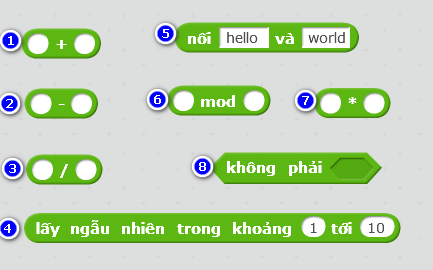 1 +
5 nối hello và world
2 -
6 mod
7 *
3 /
8 không phải
4 lấy ngẫu nhiên trong khoảng 1 tới 10